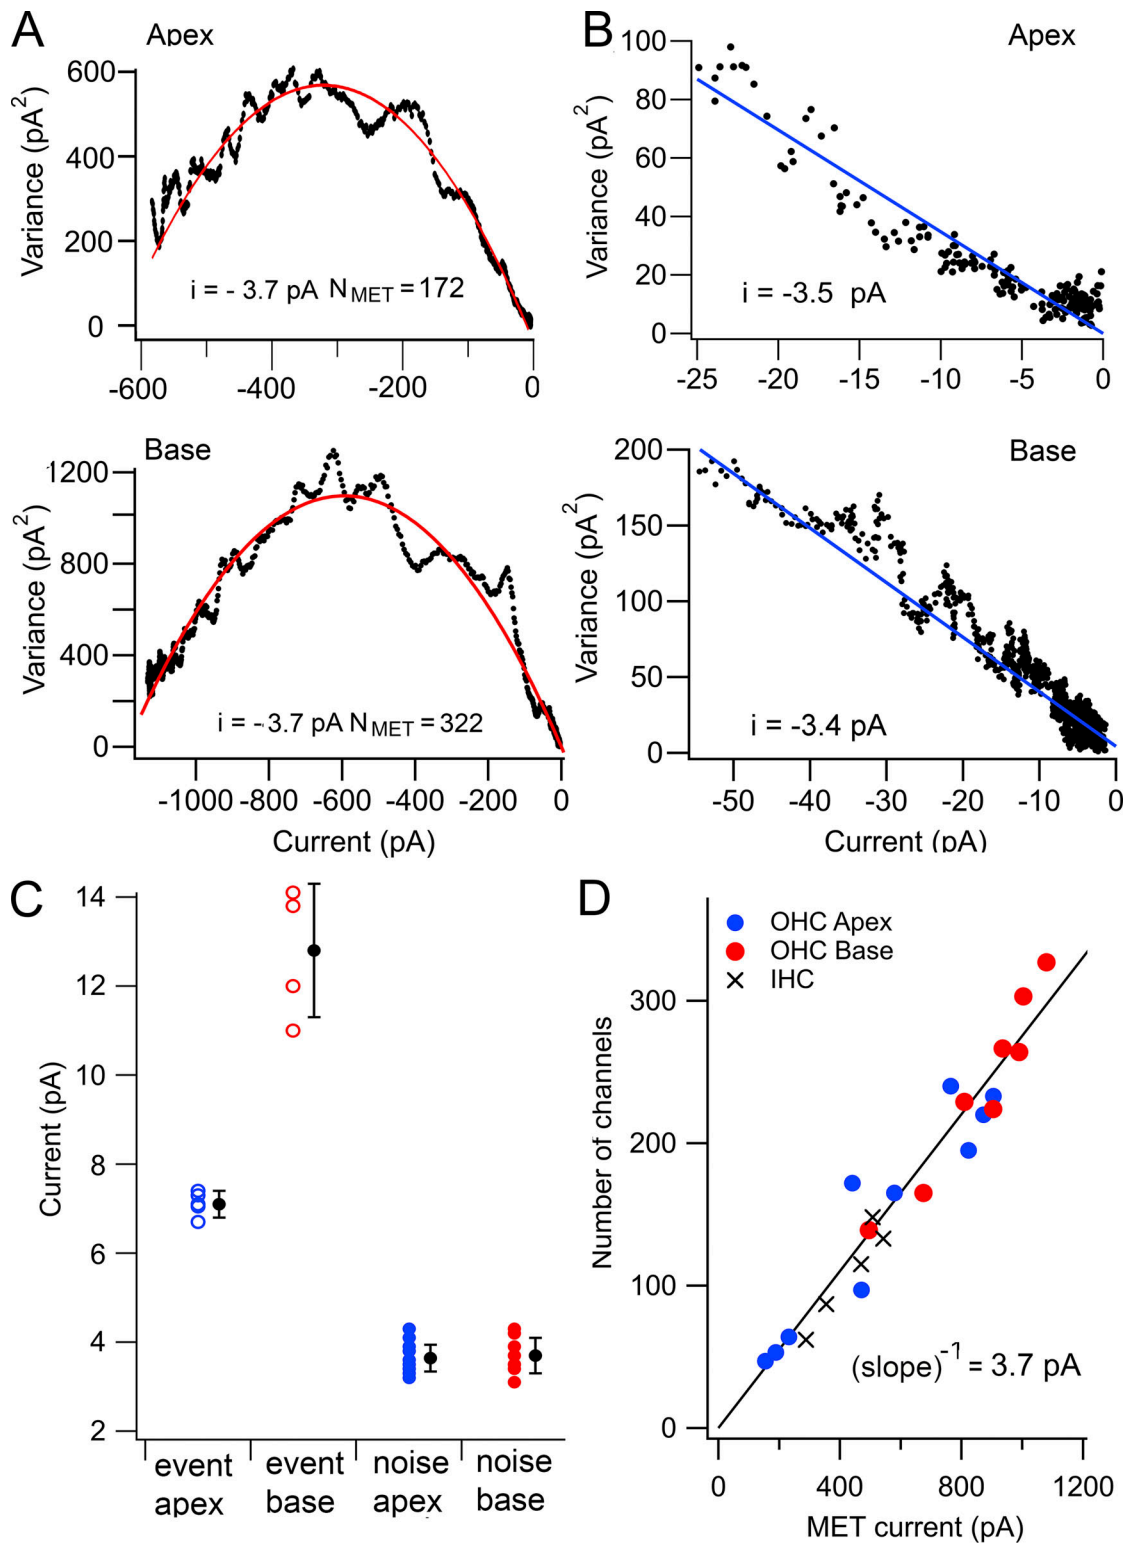 A
Apex
Variance (pA2)
600
400
200
0
i = - 3.7 pA NMET = 172
-600
-400
-200
0
B
Apex
Variance (pA2)
100
80
60
40
20
0
i = -3.5 pA
-25
-20
-15
-10
-5
0
Base
Variance (pA2)
1200
800
400
0
i = - 3.7 pA NMET = 322
-1000
-800
-600
-400
-200
0
Current (pA)
Base
Variance (pA2)
200
150
100
50
0
i = -3.4 pA
-50
-40
-30
-20
-10
0
Current (pA)
C
Current (pA)
14
12
10
8
6
4
2
event apex
event base
noise apex
noise base
D
OHC Apex
OHC Base
IHC
Number of channels
300
200
100
0
(slope)-1 = 3.7 pA
0
400
800
1200
MET current (pA)